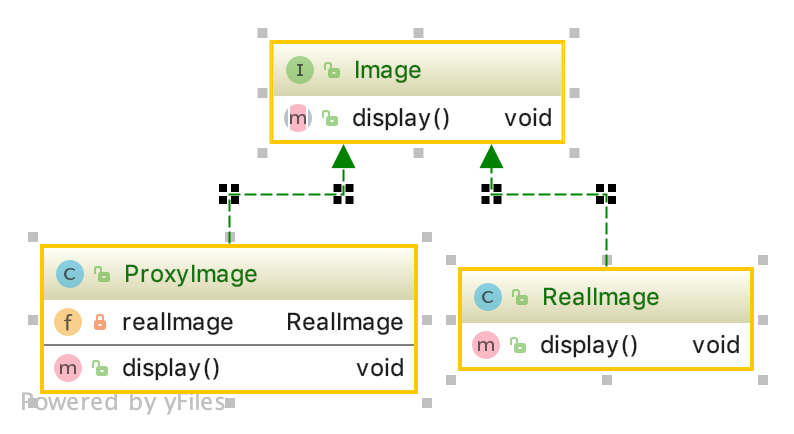 I Image
m display() void
C ProxyImage
f realImage RealImage
m display() void
C RealImage
m display() void
Powered by yFiles